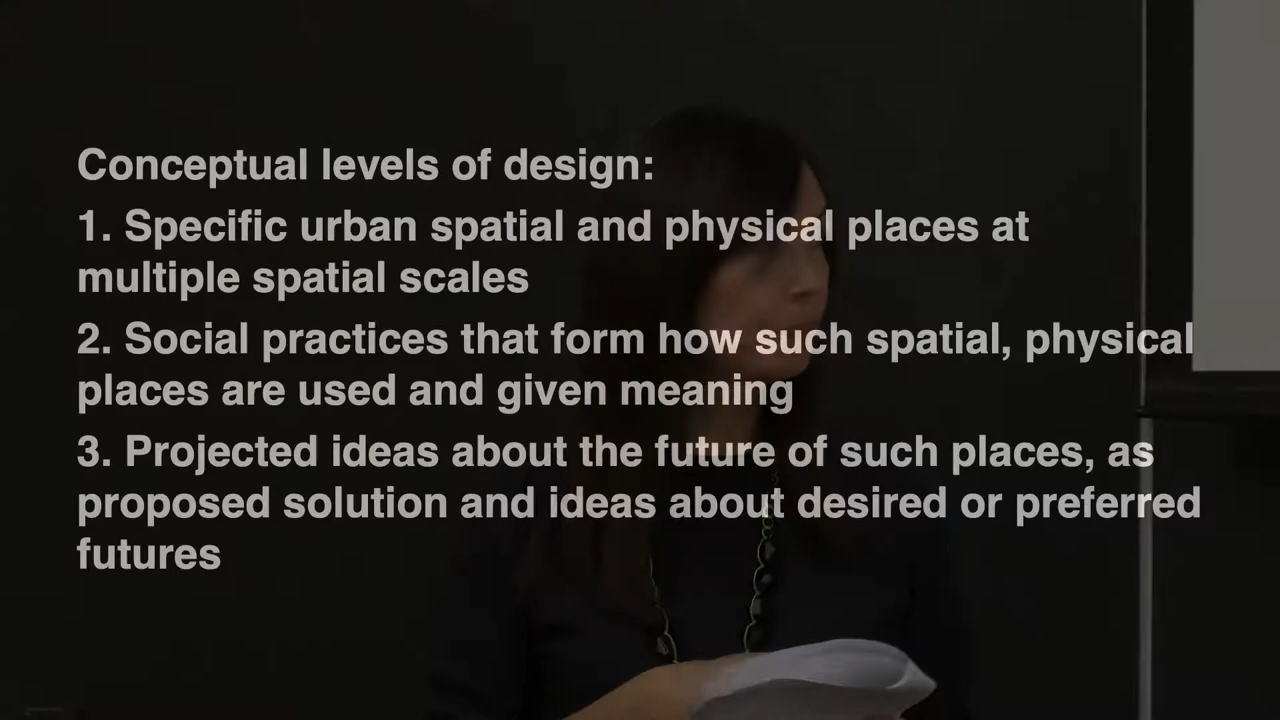 Conceptual levels of design:
1. Specific urban spatial and physical places at
multiple spatial scales
2. Social practices that form how such spatial, physical
places are used and given meaning
3. Projected ideas about the future of such places, as
proposed solution and ideas about desired or preferred
futures